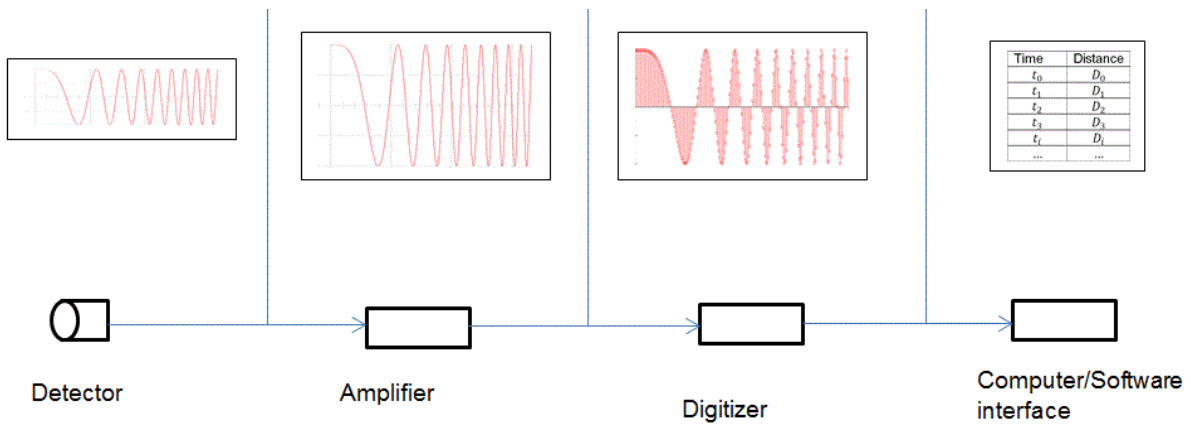 Time Distance
t₀ D₀
t₁ D₁
t₂ D₂
t₃ D₃
tᵢ Dᵢ
... ...
Detector
Amplifier
Digitizer
Computer/Software
interface